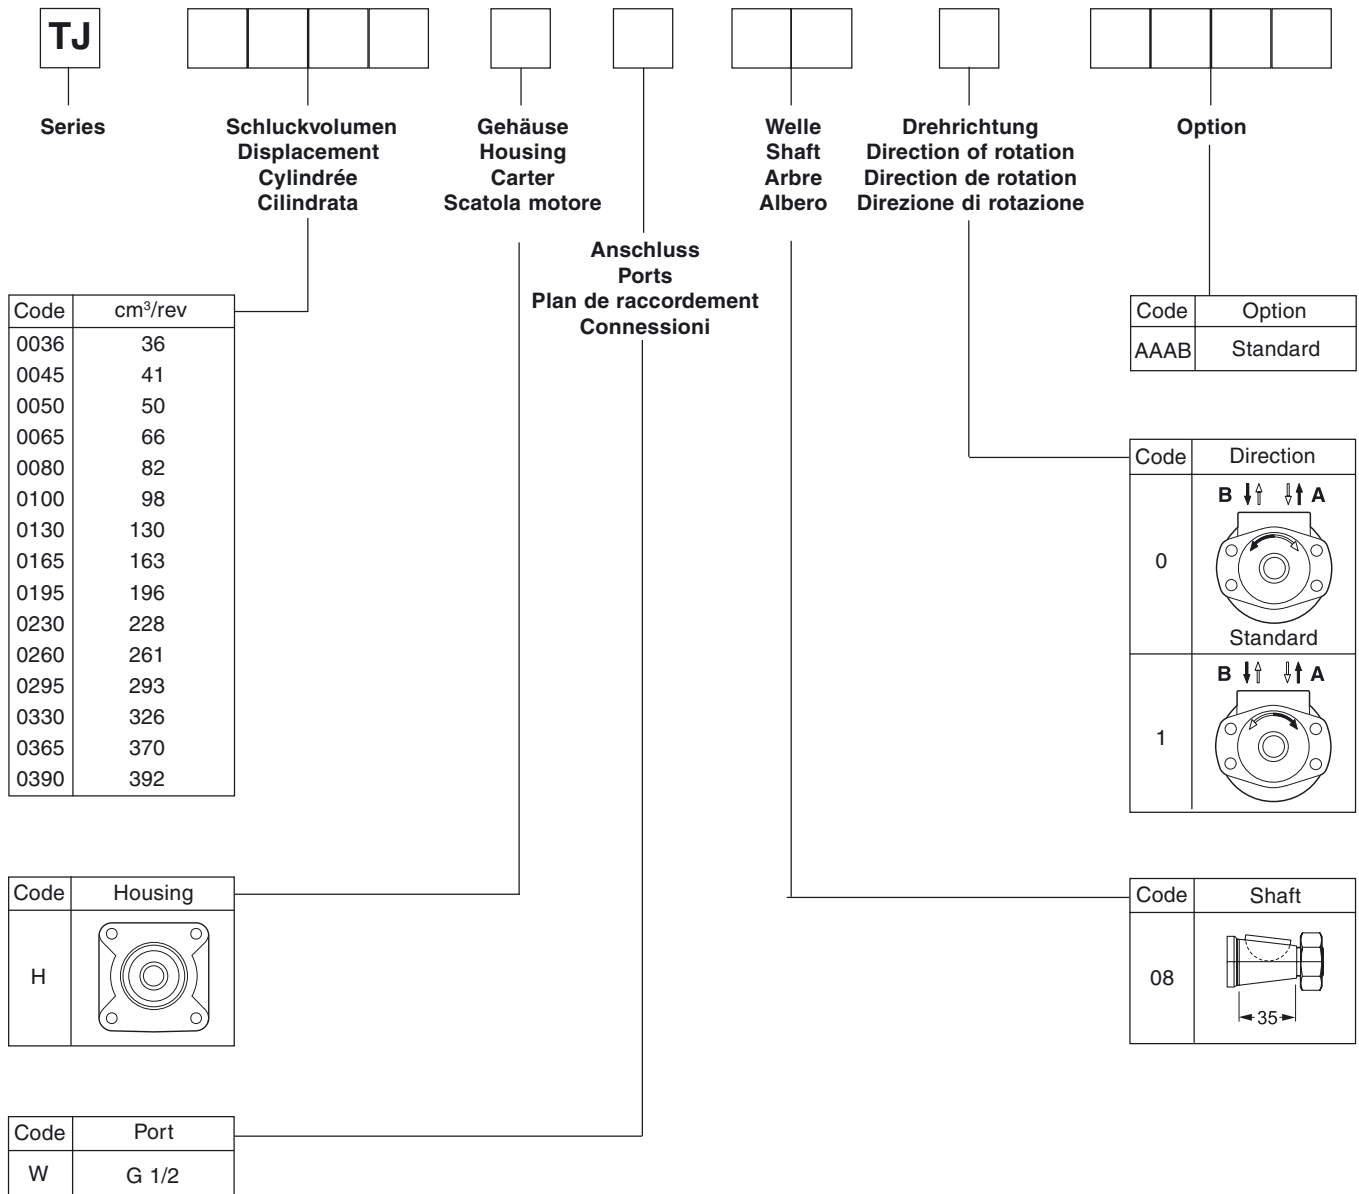 TJ
Series
Schluckvolumen
Displacement
Cylindrée
Cilindrata
Gehäuse
Housing
Carter
Scatola motore
Anschluss
Ports
Plan de raccordement
Connessioni
Welle
Shaft
Arbre
Albero
Drehrichtung
Direction of rotation
Direction de rotation
Direzione di rotazione
Option
Code cm³/rev
0036 36
0045 41
0050 50
0065 66
0080 82
0100 98
0130 130
0165 163
0195 196
0230 228
0260 261
0295 293
0330 326
0365 370
0390 392
Code Option
AAAB Standard
Code Direction
B A
0
Standard
B A
1
Code Housing
H
Code Shaft
08
35
Code Port
W G 1/2